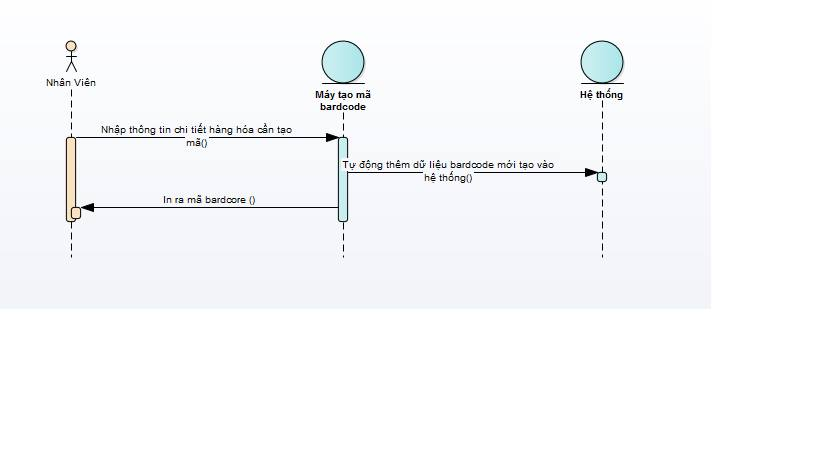 Nhân Viên
Máy tạo mã
bardcode
Hệ thống
Nhập thông tin chi tiết hàng hóa cần tạo
mã()
Tự động thêm dữ liệu bardcode mới tạo vào
hệ thống()
In ra mã bardcore ()